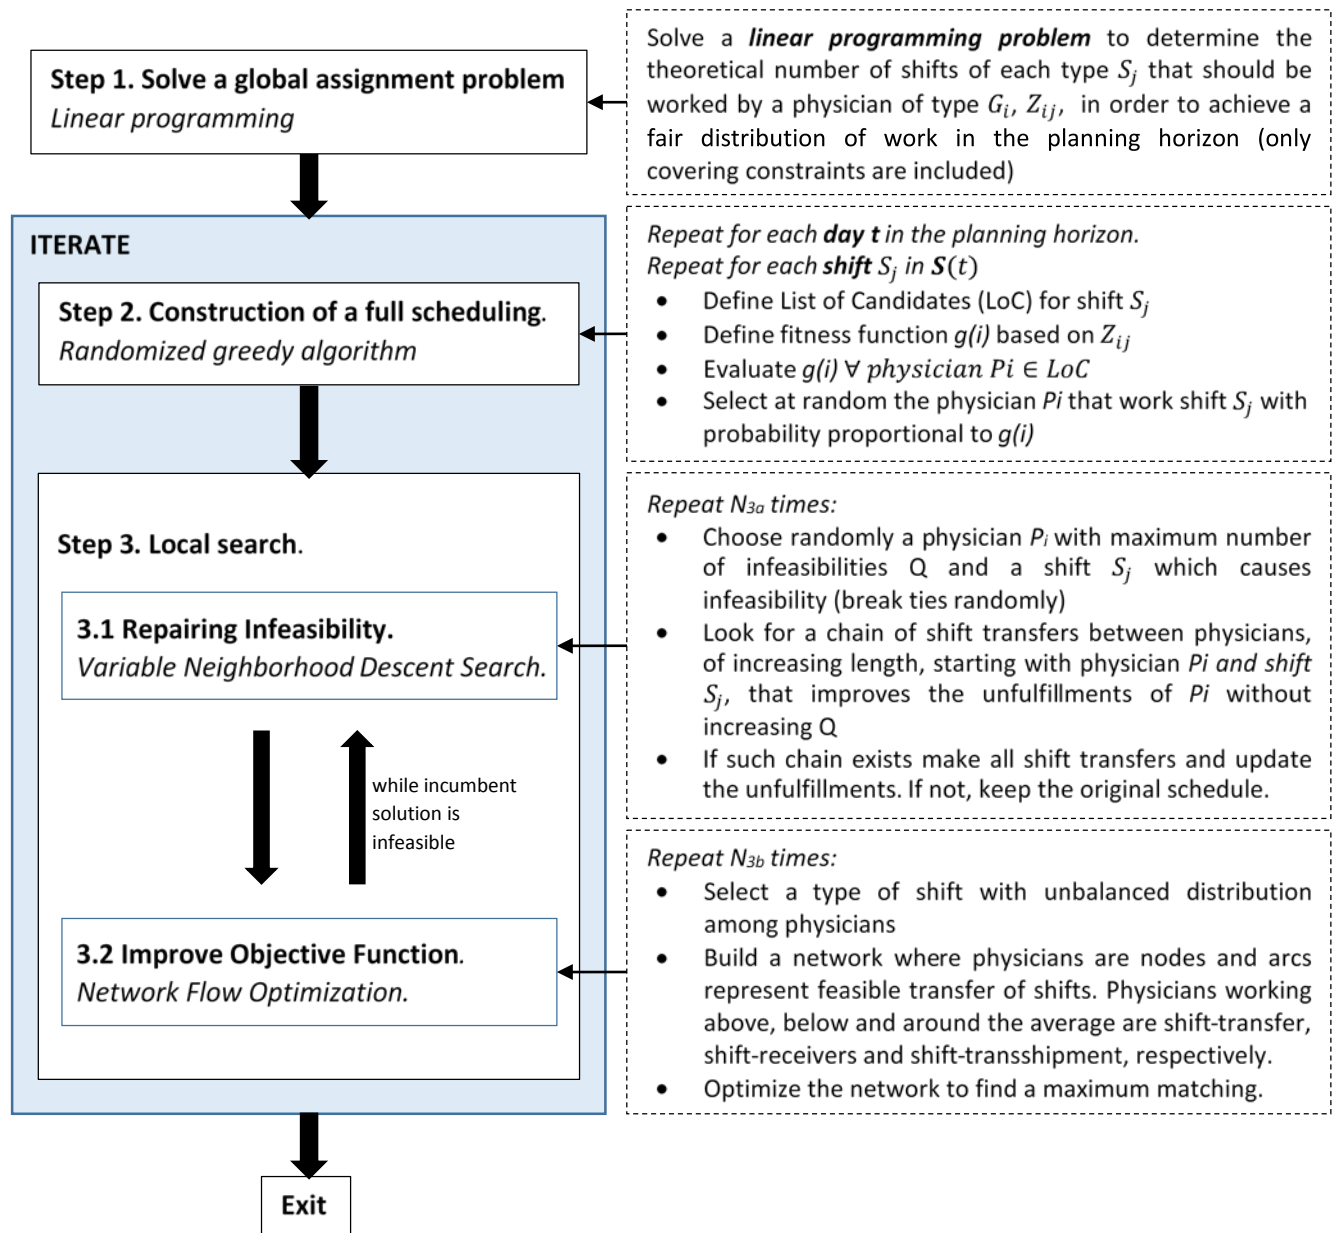 Step 1. Solve a global assignment problem
Linear programming
Solve a linear programming problem to determine the
theoretical number of shifts of each type S_j that should be
worked by a physician of type G_i, Z_ij, in order to achieve a
fair distribution of work in the planning horizon (only
covering constraints are included)
ITERATE
Step 2. Construction of a full scheduling.
Randomized greedy algorithm
Repeat for each day t in the planning horizon.
Repeat for each shift S_j in S(t)
• Define List of Candidates (LoC) for shift S_j
• Define fitness function g(i) based on Z_ij
• Evaluate g(i) ∀ physician Pi ∈ LoC
• Select at random the physician Pi that work shift S_j with
probability proportional to g(i)
Step 3. Local search.
3.1 Repairing Infeasibility.
Variable Neighborhood Descent Search.
Repeat N3a times:
• Choose randomly a physician Pi with maximum number
of infeasibilities Q and a shift S_j which causes
infeasibility (break ties randomly)
• Look for a chain of shift transfers between physicians,
of increasing length, starting with physician Pi and shift
S_j, that improves the unfulfillments of Pi without
increasing Q
• If such chain exists make all shift transfers and update
the unfulfillments. If not, keep the original schedule.
while incumbent
solution is
infeasible
3.2 Improve Objective Function.
Network Flow Optimization.
Repeat N3b times:
• Select a type of shift with unbalanced distribution
among physicians
• Build a network where physicians are nodes and arcs
represent feasible transfer of shifts. Physicians working
above, below and around the average are shift-transfer,
shift-receivers and shift-transshipment, respectively.
• Optimize the network to find a maximum matching.
Exit